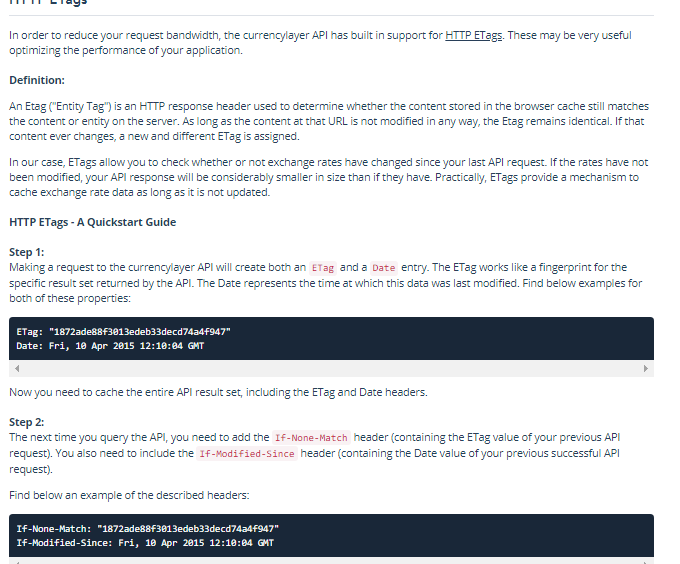 HTTP ETags
In order to reduce your request bandwidth, the currencylayer API has built in support for HTTP ETags. These may be very useful
optimizing the performance of your application.
Definition:
An Etag ("Entity Tag") is an HTTP response header used to determine whether the content stored in the browser cache still matches
the content or entity on the server. As long as the content at that URL is not modified in any way, the Etag remains identical. If that
content ever changes, a new and different ETag is assigned.
In our case, ETags allow you to check whether or not exchange rates have changed since your last API request. If the rates have not
been modified, your API response will be considerably smaller in size than if they have. Practically, ETags provide a mechanism to
cache exchange rate data as long as it is not updated.
HTTP ETags - A Quickstart Guide
Step 1:
Making a request to the currencylayer API will create both an ETag and a Date entry. The ETag works like a fingerprint for the
specific result set returned by the API. The Date represents the time at which this data was last modified. Find below examples for
both of these properties:
ETag: "1872ade88f3013edeb33decd74a4f947"
Date: Fri, 10 Apr 2015 12:10:04 GMT
Now you need to cache the entire API result set, including the ETag and Date headers.
Step 2:
The next time you query the API, you need to add the If-None-Match header (containing the ETag value of your previous API
request). You also need to include the If-Modified-Since header (containing the Date value of your previous successful API
request).
Find below an example of the described headers:
If-None-Match: "1872ade88f3013edeb33decd74a4f947"
If-Modified-Since: Fri, 10 Apr 2015 12:10:04 GMT